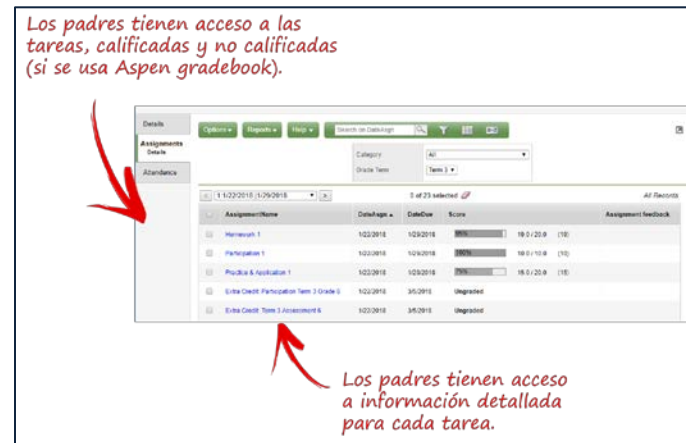 Los padres tienen acceso a las
tareas, calificadas y no calificadas
(si se usa Aspen gradebook).
Details
Options Reports Help Search on DateAsgn
Assignments
Details
Category All
Attendance
Grade Term Term 3
1:1/22/2018 |1/29/2018 0 of 23 selected All Records
AssignmentName DateAsgn DateDue Score Assignment feedback
Homework 1 1/22/2018 1/29/2018 95% 19.0 / 20.0 (19)
Participation 1 1/22/2018 1/29/2018 100% 10.0 / 10.0 (10)
Practice & Application 1 1/22/2018 1/29/2018 75% 15.0 / 20.0 (15)
Extra Credit: Participation Term 3 Grade 6 1/22/2018 3/5/2018 Ungraded
Extra Credit: Term 3 Assessment 6 1/22/2018 3/5/2018 Ungraded
Los padres tienen acceso
a información detallada
para cada tarea.